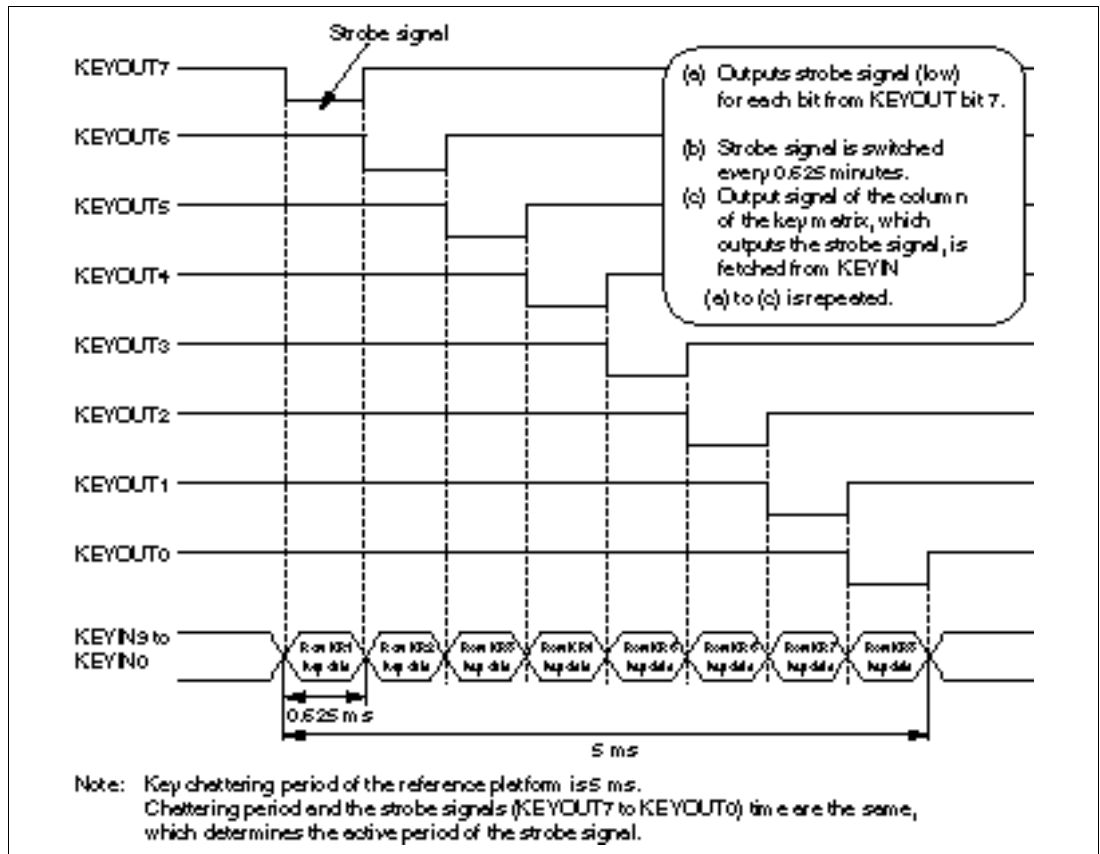 Strobe signal
KEYOUT7
(a) Outputs strobe signal (low)
for each bit from KEYOUT bit 7.
KEYOUT6
(b) Strobe signal is switched
every 0.625 minutes.
KEYOUT5
(c) Output signal of the column
of the key matrix, which
outputs the strobe signal, is
fetched from KEYIN
KEYOUT4
(a) to (c) is repeated.
KEYOUT3
KEYOUT2
KEYOUT1
KEYOUT0
KEYIN9 to
KEYIN0
0.625 ms
5 ms
Note: Key chattering period of the reference platform is 5 ms.
Chattering period and the strobe signals (KEYOUT7 to KEYOUT0) time are the same,
which determines the active period of the strobe signal.